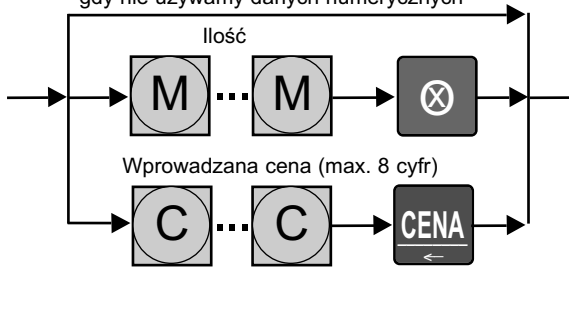 gdy nie używamy danych numerycznych
Ilość
M ... M ⊗
Wprowadzana cena (max. 8 cyfr)
C ... C CENA
←